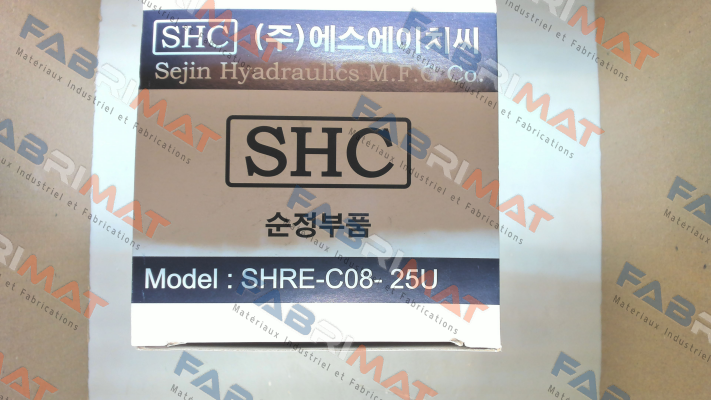 SHC (주)에스에이치씨
Sejin Hyadraulics M.F.G Co.
SHC
순정부품
Model : SHRE-C08- 25U
FABRIMAT
Matériaux Industriel et Fabrications